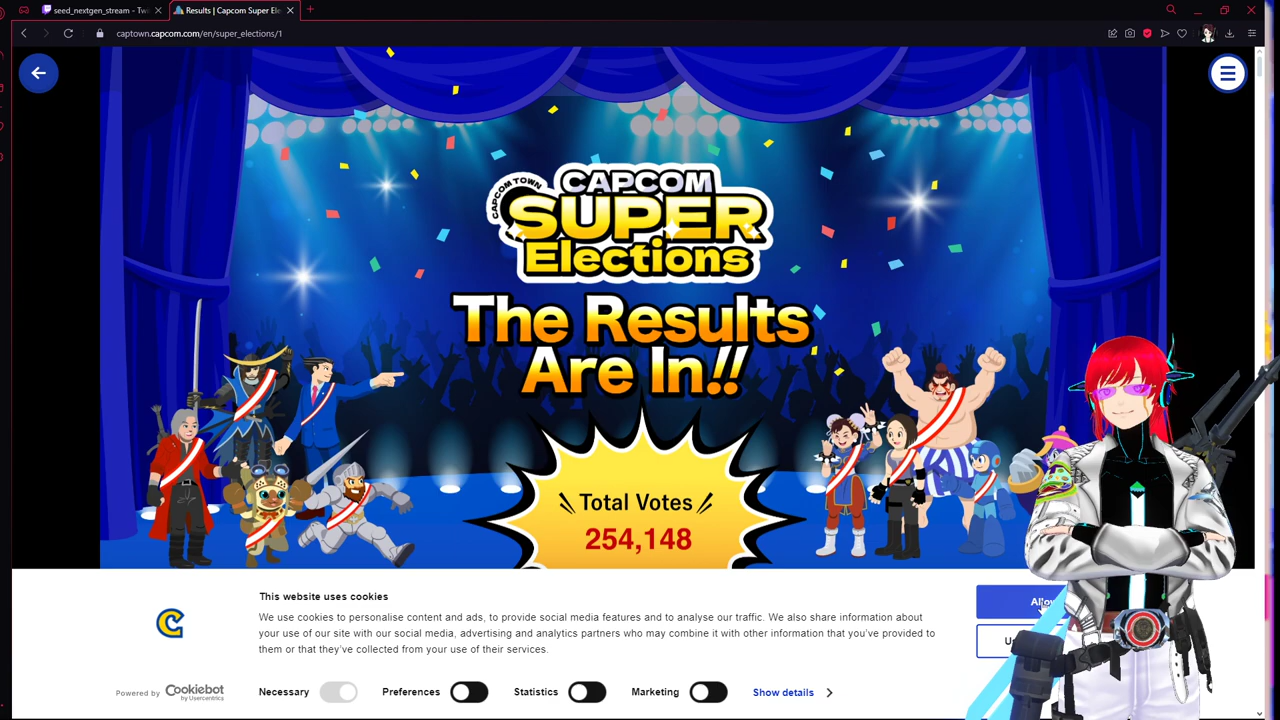 seed_nextgen_stream - Twi
Results | Capcom Super Ele
captown.capcom.com/en/super_elections/1
CAPCOM TOWN
CAPCOM
SUPER
Elections
The Results
Are In!!
Total Votes
254,148
This website uses cookies
We use cookies to personalise content and ads, to provide social media features and to analyse our traffic. We also share information about
your use of our site with our social media, advertising and analytics partners who may combine it with other information that you've provided to
them or that they've collected from your use of their services.
Powered by Cookiebot
by Usercentrics
Necessary Preferences Statistics Marketing Show details